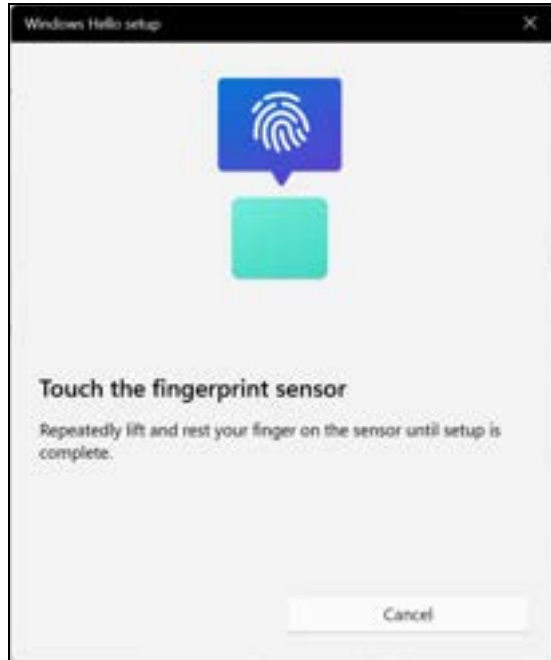 Windows Hello setup
Touch the fingerprint sensor
Repeatedly lift and rest your finger on the sensor until setup is
complete.
Cancel